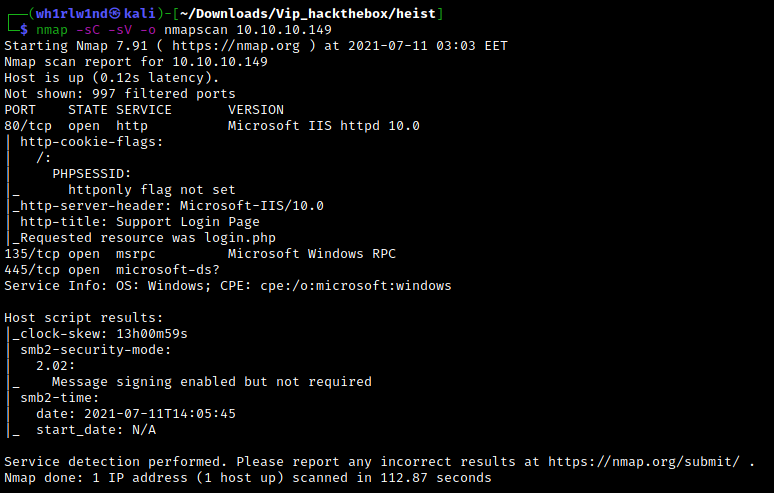 ┌──(wh1rlw1nd㉿kali)-[~/Downloads/Vip_hackthebox/heist]
└─$ nmap -sC -sV -o nmapscan 10.10.10.149
Starting Nmap 7.91 ( https://nmap.org ) at 2021-07-11 03:03 EET
Nmap scan report for 10.10.10.149
Host is up (0.12s latency).
Not shown: 997 filtered ports
PORT    STATE SERVICE       VERSION
80/tcp  open  http          Microsoft IIS httpd 10.0
| http-cookie-flags:
|   /:
|     PHPSESSID:
|_      httponly flag not set
|_http-server-header: Microsoft-IIS/10.0
| http-title: Support Login Page
|_Requested resource was login.php
135/tcp open  msrpc         Microsoft Windows RPC
445/tcp open  microsoft-ds?
Service Info: OS: Windows; CPE: cpe:/o:microsoft:windows

Host script results:
|_clock-skew: 13h00m59s
| smb2-security-mode:
|   2.02:
|_    Message signing enabled but not required
| smb2-time:
|   date: 2021-07-11T14:05:45
|_  start_date: N/A

Service detection performed. Please report any incorrect results at https://nmap.org/submit/ .
Nmap done: 1 IP address (1 host up) scanned in 112.87 seconds